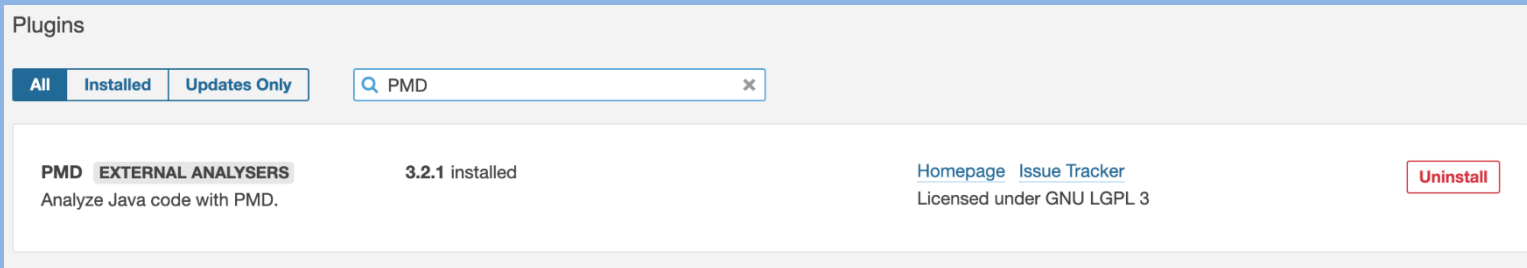 Plugins
All Installed Updates Only PMD
PMD EXTERNAL ANALYSERS 3.2.1 installed Homepage Issue Tracker Uninstall
Analyze Java code with PMD. Licensed under GNU LGPL 3